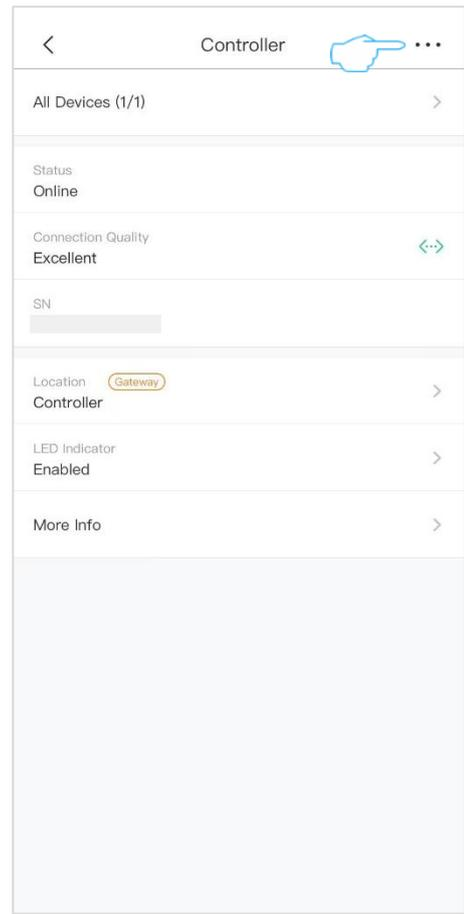 Controller
All Devices (1/1)
Status
Online
Connection Quality
Excellent
SN
Location Gateway
Controller
LED Indicator
Enabled
More Info